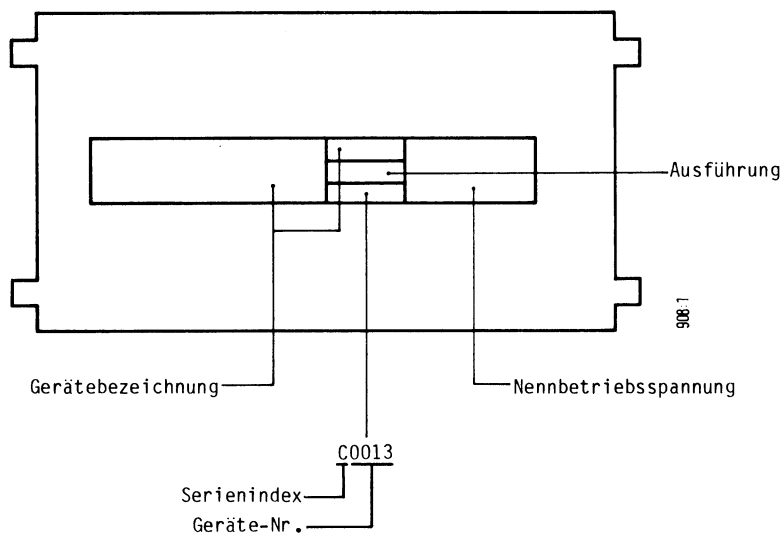 Ausführung
908:1
Gerätebezeichnung
Nennbetriebsspannung
C0013
Serienindex
Geräte-Nr.